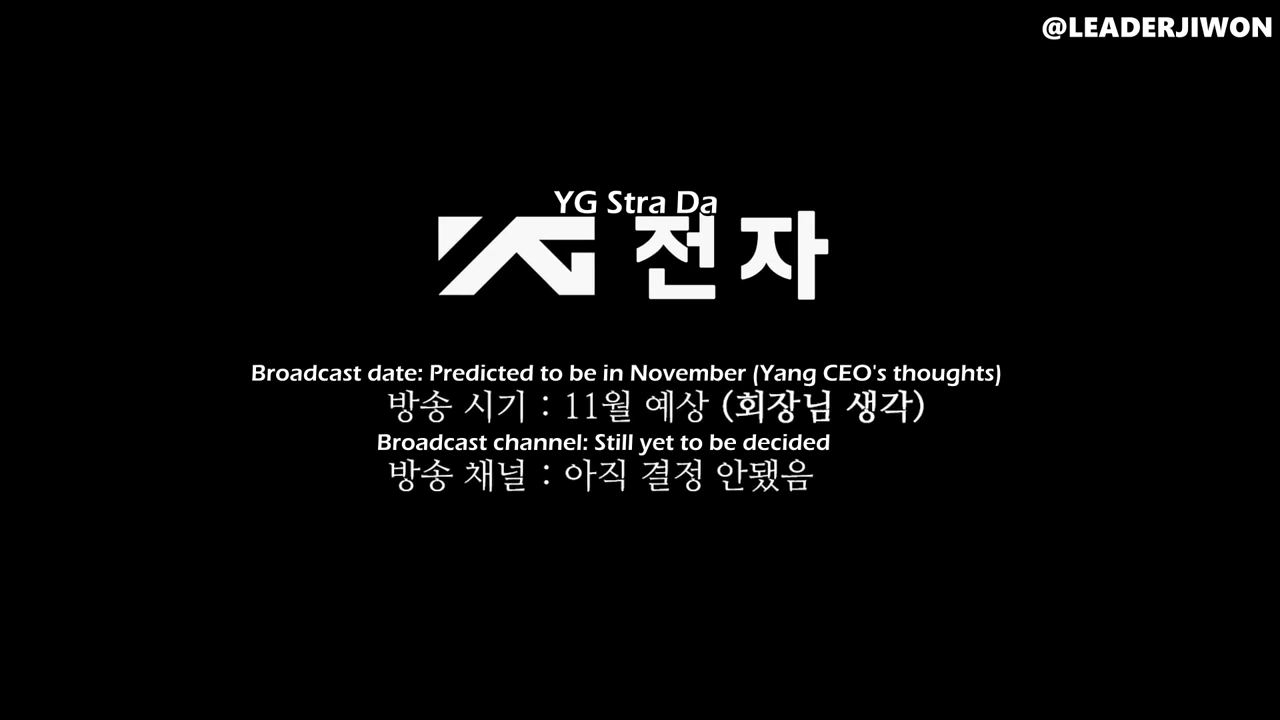 @LEADERJIWON
YG Stra Da
YG 전자
Broadcast date: Predicted to be in November (Yang CEO's thoughts)
방송 시기 : 11월 예상 (회장님 생각)
Broadcast channel: Still yet to be decided
방송 채널 : 아직 결정 안됐음